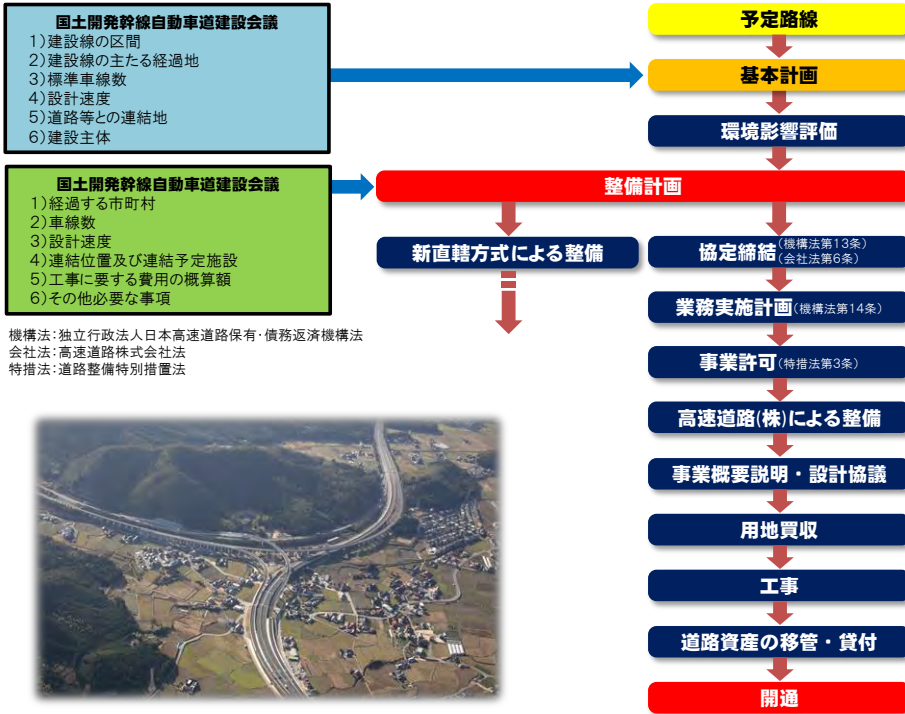 国土開発幹線自動車道建設会議
1)建設線の区間
2)建設線の主たる経過地
3)標準車線数
4)設計速度
5)道路等との連結地
6)建設主体
国土開発幹線自動車道建設会議
1)経過する市町村
2)車線数
3)設計速度
4)連結位置及び連結予定施設
5)工事に要する費用の概算額
6)その他必要な事項
機構法:独立行政法人日本高速道路保有・債務返済機構法
会社法:高速道路株式会社法
特措法:道路整備特別措置法
予定路線
基本計画
環境影響評価
整備計画
新直轄方式による整備
協定締結(機構法第13条)
(会社法第6条)
業務実施計画(機構法第14条)
事業許可(特措法第3条)
高速道路(株)による整備
事業概要説明・設計協議
用地買収
工事
道路資産の移管・貸付
開通